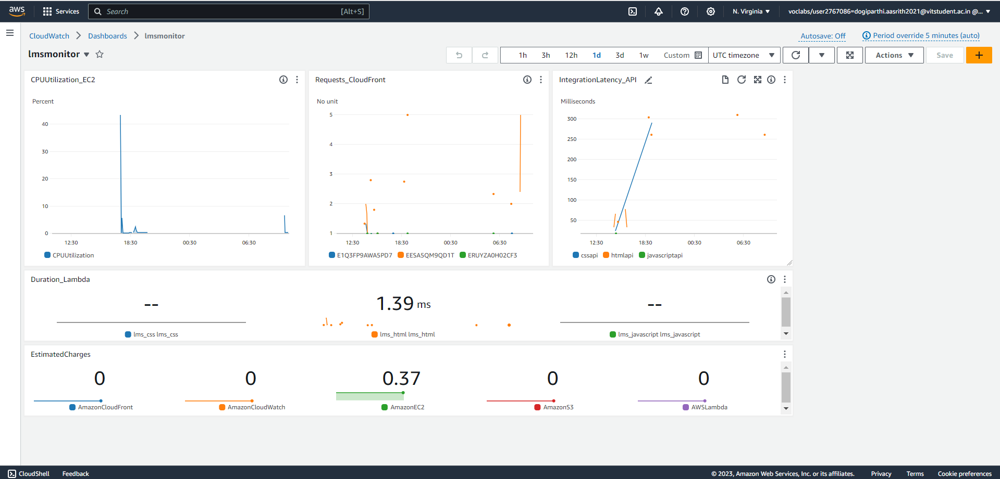 aws Services Search [Alt+S] N. Virginia voclabs/user2767086=dogiparthi.aasrith2021@vitstudent.ac.in @...
CloudWatch Dashboards lmsmonitor Autosave: Off Period override 5 minutes (auto)
lmsmonitor 1h 3h 12h 1d 3d 1w Custom UTC timezone Actions Save
CPUUtilization_EC2
Percent
40
30
20
10
0
12:30 18:30 00:30 06:30
CPUUtilization
Requests_CloudFront
No unit
5
4
3
2
1
12:30 18:30 00:30 06:30
E1Q3FP9AWA5PD7 EESA5QM9QD1T ERUYZA0H02CF3
IntegrationLatency_API
Milliseconds
300
250
200
150
100
50
12:30 18:30 00:30 06:30
cssapi htmlapi javascriptapi
Duration_Lambda
-- 1.39 ms --
lms_css lms_css lms_html lms_html lms_javascript lms_javascript
EstimatedCharges
0 0 0.37 0 0
AmazonCloudFront AmazonCloudWatch AmazonEC2 AmazonS3 AWSLambda
CloudShell Feedback © 2023, Amazon Web Services, Inc. or its affiliates. Privacy Terms Cookie preferences